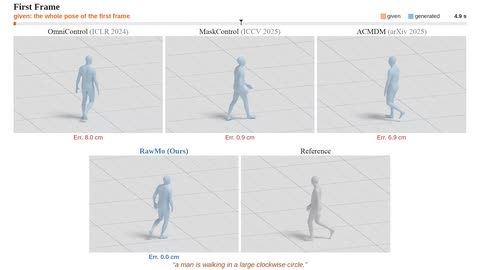 First Frame
given: the whole pose of the first frame
given generated 4.9 s
OmniControl (ICLR 2024) MaskControl (ICCV 2025) ACMDM (arXiv 2025)
Err. 8.0 cm Err. 0.9 cm Err. 6.9 cm
RawMo (Ours) Reference
Err. 0.0 cm
"a man is walking in a large clockwise circle."